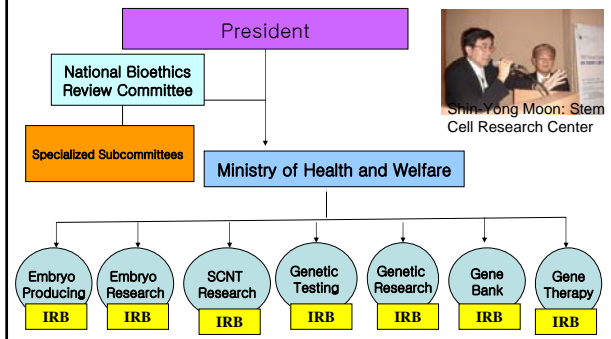 President
National Bioethics
Review Committee
Shin-Yong Moon: Stem
Cell Research Center
Specialized Subcommittees
Ministry of Health and Welfare
Embryo
Producing
IRB
Embryo
Research
IRB
SCNT
Research
IRB
Genetic
Testing
IRB
Genetic
Research
IRB
Gene
Bank
IRB
Gene
Therapy
IRB